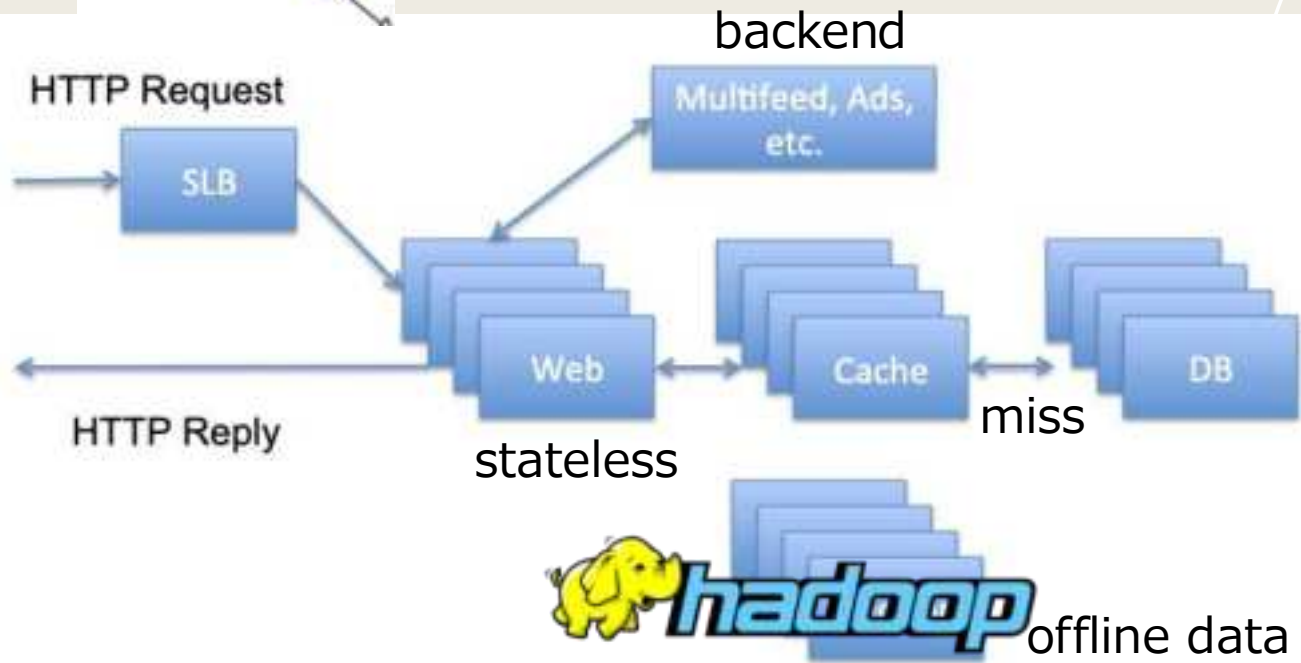 backend
HTTP Request
Multifeed, Ads,
etc.
SLB
Web
Cache
DB
miss
HTTP Reply
stateless
hadoop
offline data